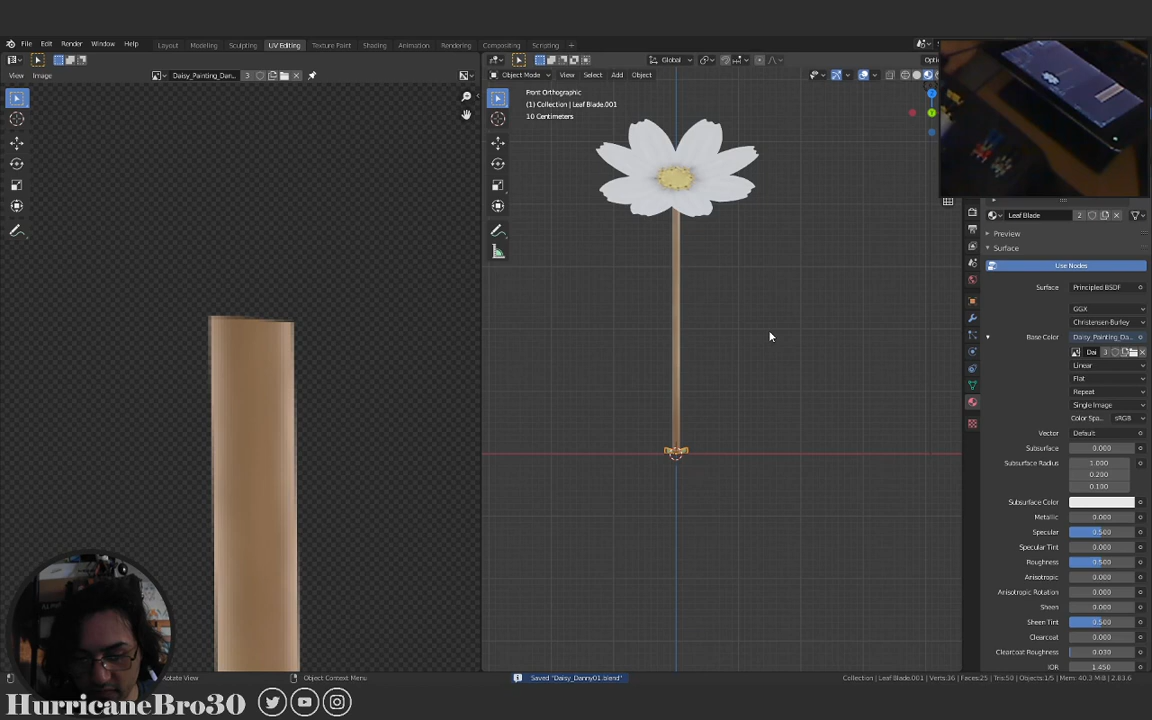 File Edit Render Window Help
Layout Modeling Sculpting UV Editing Texture Paint Shading Animation Rendering Compositing Scripting +
Global
Opti
View Image Daisy_Painting_Dan... 3
Object Mode View Select Add Object
Front Orthographic
(1) Collection | Leaf Blade.001
10 Centimeters
Leaf Blade 2
Preview
Surface
Use Nodes
Surface Principled BSDF
GGX
Christensen-Burley
Base Color Daisy_Painting_Da...
Dai 3
Linear
Flat
Repeat
Single Image
Color Spa... sRGB
Vector Default
Subsurface 0.000
Subsurface Radius 1.000
0.200
0.100
Subsurface Color
Metallic 0.000
Specular 0.500
Specular Tint 0.000
Roughness 0.500
Anisotropic 0.000
Anisotropic Rotation 0.000
Sheen 0.000
Sheen Tint 0.500
Clearcoat 0.000
Clearcoat Roughness 0.030
IOR 1.450
Rotate View
Object Context Menu
Saved "Daisy_Danny01.blend"
Collection | Leaf Blade.001 | Verts:36 | Faces:25 | Tris:50 | Objects:1/5 | Mem: 40.3 MiB | 2.83.6
HurricaneBro30